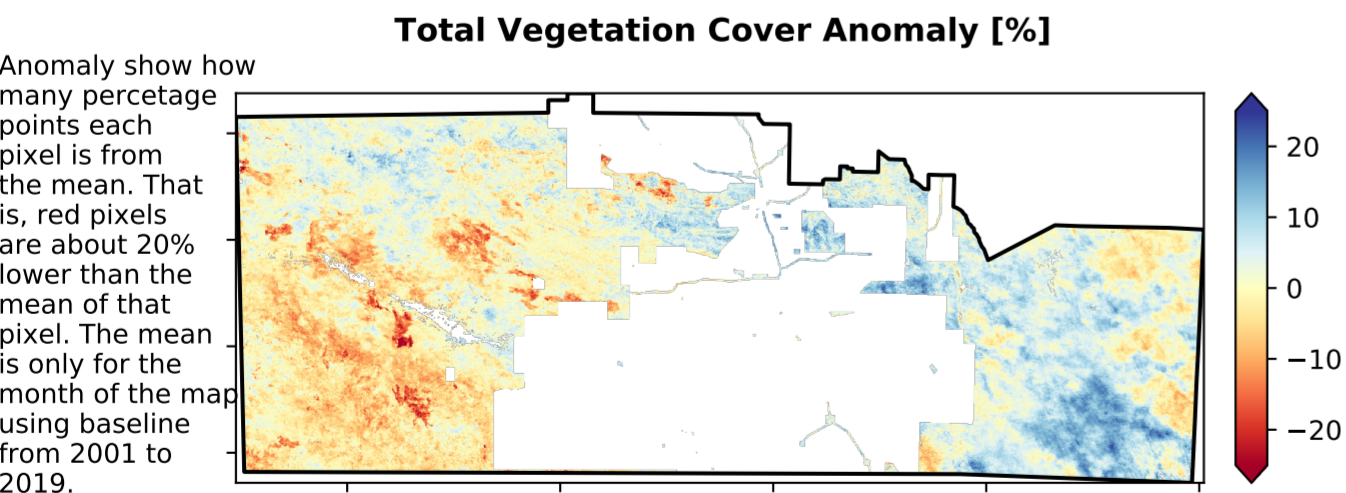 Total Vegetation Cover Anomaly [%]
Anomaly show how
many percetage
points each
pixel is from
the mean. That
is, red pixels
are about 20%
lower than the
mean of that
pixel. The mean
is only for the
month of the map
using baseline
from 2001 to
2019.
20
10
0
−10
−20